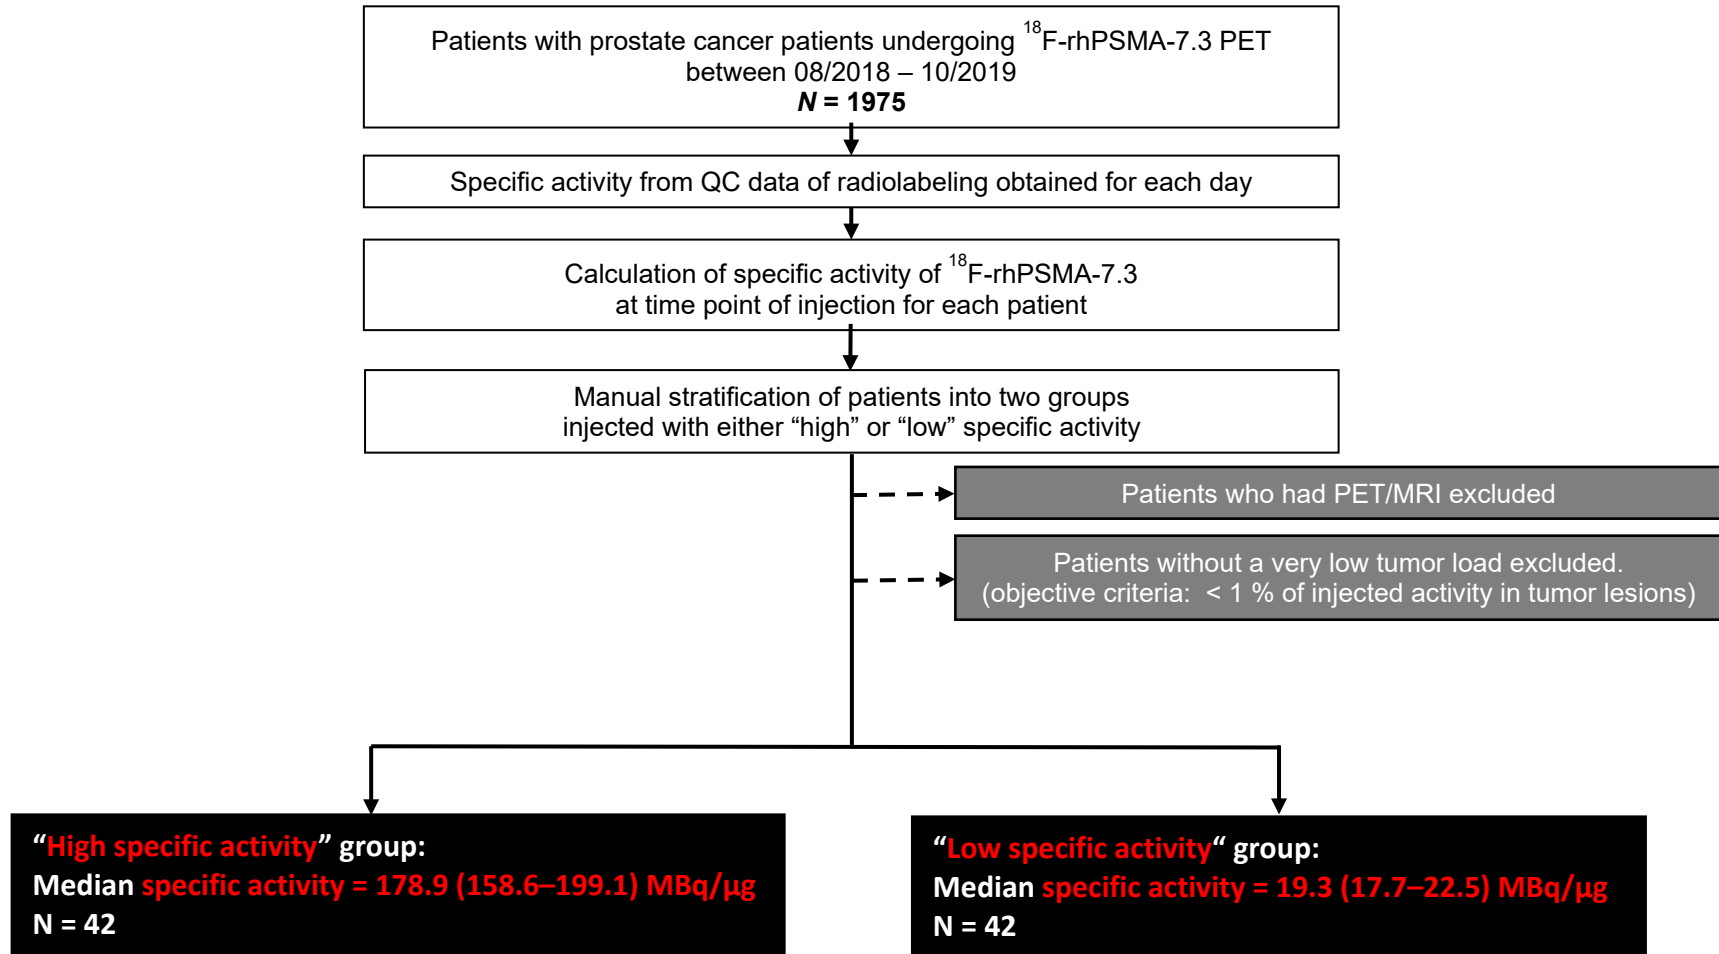 Patients with prostate cancer patients undergoing ¹⁸F-rhPSMA-7.3 PET
between 08/2018 – 10/2019
N = 1975
Specific activity from QC data of radiolabeling obtained for each day
Calculation of specific activity of ¹⁸F-rhPSMA-7.3
at time point of injection for each patient
Manual stratification of patients into two groups
injected with either “high” or “low” specific activity
Patients who had PET/MRI excluded
Patients without a very low tumor load excluded.
(objective criteria:  < 1 % of injected activity in tumor lesions)
“High specific activity” group:
Median specific activity = 178.9 (158.6–199.1) MBq/µg
N = 42
“Low specific activity“ group:
Median specific activity = 19.3 (17.7–22.5) MBq/µg
N = 42